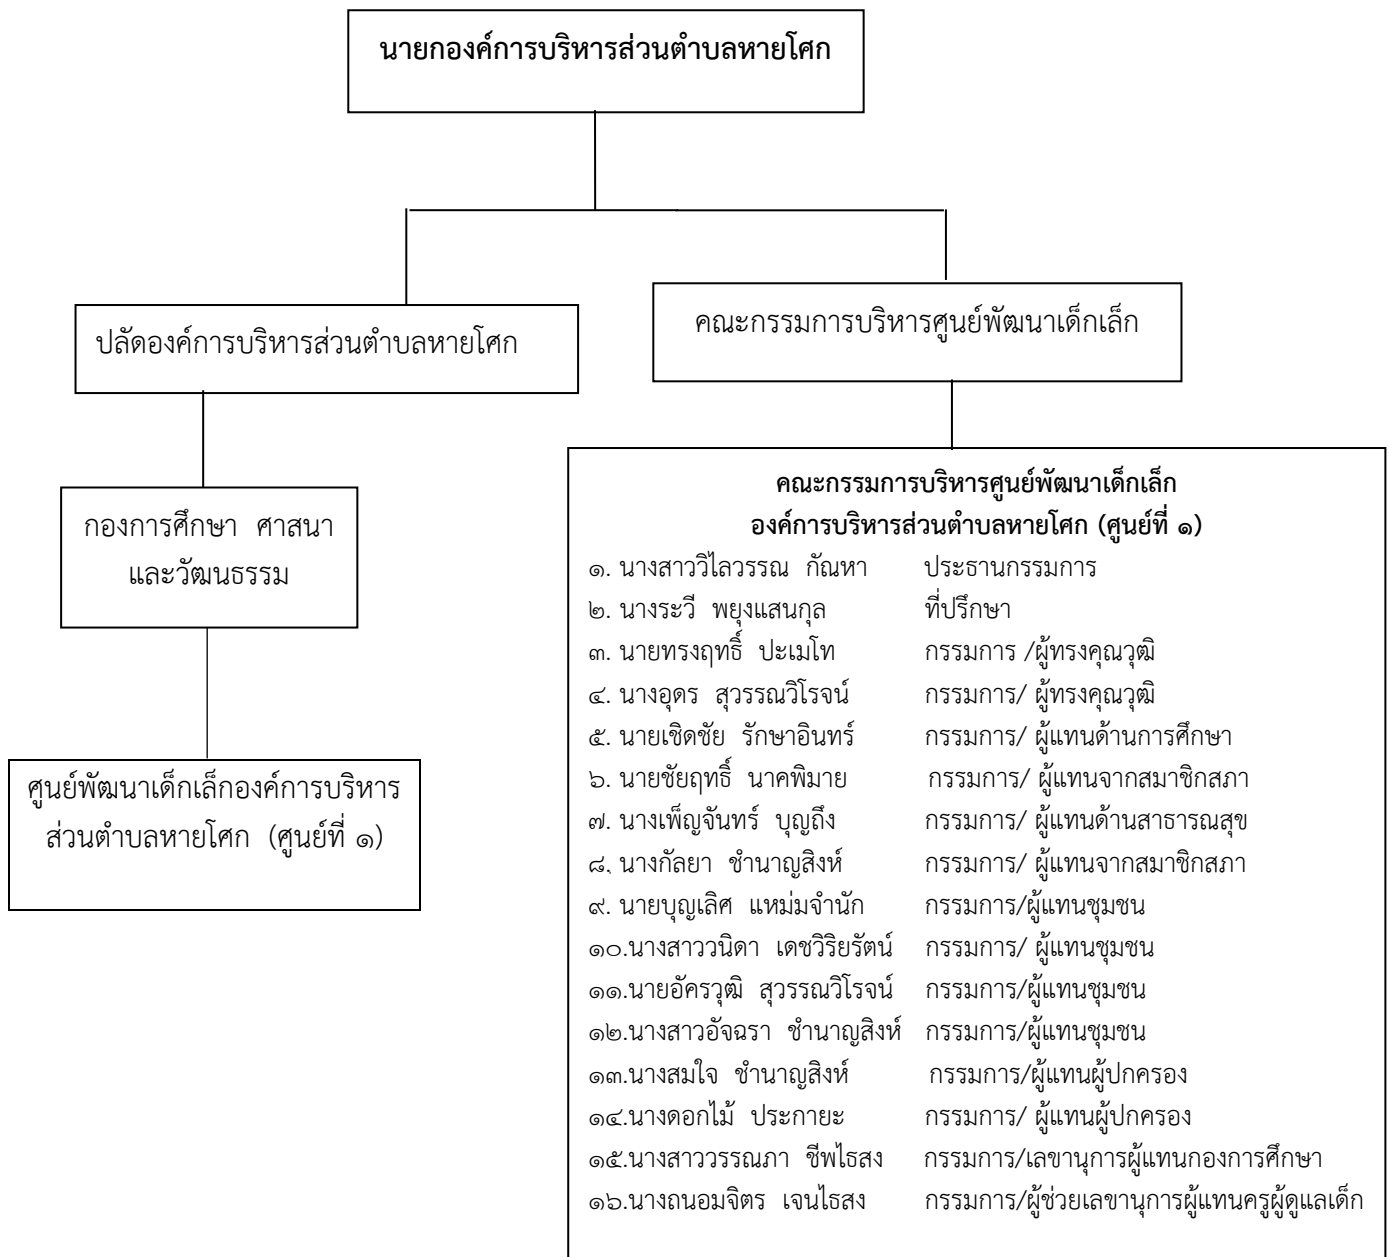 นายกองค์การบริหารส่วนตำบลหายโศก
ปลัดองค์การบริหารส่วนตำบลหายโศก
คณะกรรมการบริหารศูนย์พัฒนาเด็กเล็ก
กองการศึกษา ศาสนา
และวัฒนธรรม
ศูนย์พัฒนาเด็กเล็กองค์การบริหาร
ส่วนตำบลหายโศก (ศูนย์ที่ ๑)
คณะกรรมการบริหารศูนย์พัฒนาเด็กเล็ก
องค์การบริหารส่วนตำบลหายโศก (ศูนย์ที่ ๑)
๑. นางสาววิไลวรรณ กัณหา ประธานกรรมการ
๒. นางระวี พยุงแสนกุล ที่ปรึกษา
๓. นายทรงฤทธิ์ ปะเมโท กรรมการ /ผู้ทรงคุณวุฒิ
๔. นางอุดร สุวรรณวิโรจน์ กรรมการ/ ผู้ทรงคุณวุฒิ
๕. นายเชิดชัย รักษาอินทร์ กรรมการ/ ผู้แทนด้านการศึกษา
๖. นายชัยฤทธิ์ นาคพิมาย กรรมการ/ ผู้แทนจากสมาชิกสภา
๗. นางเพ็ญจันทร์ บุญถึง กรรมการ/ ผู้แทนด้านสาธารณสุข
๘. นางกัลยา ชำนาญสิงห์ กรรมการ/ ผู้แทนจากสมาชิกสภา
๙. นายบุญเลิศ แหม่มจำนัก กรรมการ/ผู้แทนชุมชน
๑๐.นางสาววนิดา เดชวิริยรัตน์ กรรมการ/ ผู้แทนชุมชน
๑๑.นายอัครวุฒิ สุวรรณวิโรจน์ กรรมการ/ผู้แทนชุมชน
๑๒.นางสาวอัจฉรา ชำนาญสิงห์ กรรมการ/ผู้แทนชุมชน
๑๓.นางสมใจ ชำนาญสิงห์ กรรมการ/ผู้แทนผู้ปกครอง
๑๔.นางดอกไม้ ประกายะ กรรมการ/ ผู้แทนผู้ปกครอง
๑๕.นางสาววรรณภา ชีพไธสง กรรมการ/เลขานุการผู้แทนกองการศึกษา
๑๖.นางถนอมจิตร เจนไธสง กรรมการ/ผู้ช่วยเลขานุการผู้แทนครูผู้ดูแลเด็ก